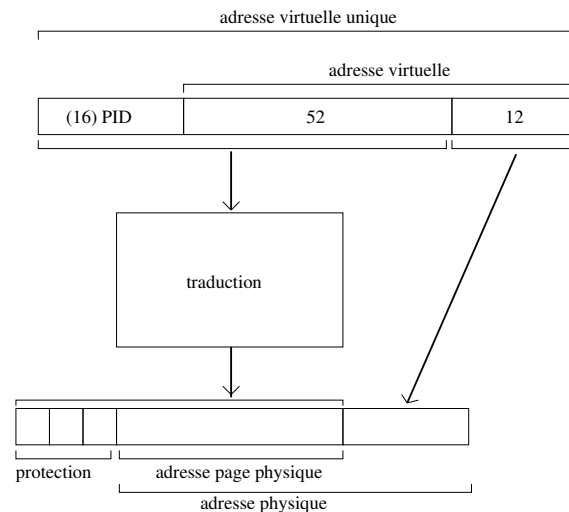 adresse virtuelle unique
adresse virtuelle
(16) PID 52 12
traduction
protection adresse page physique
adresse physique